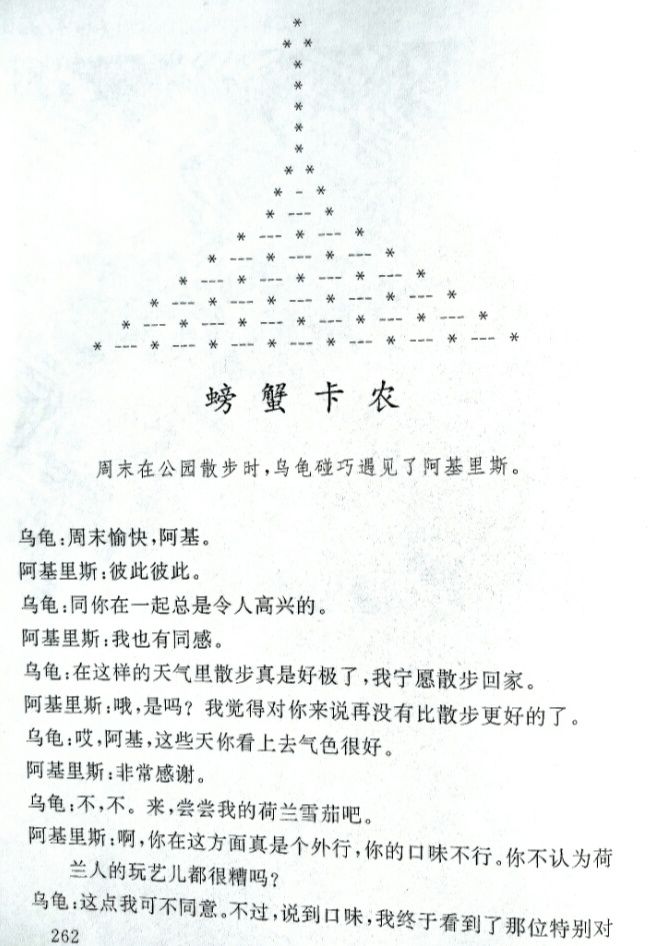 *
* *
*
*
*
*
*
* *
* - *
* --- *
* --- * --- *
* --- * --- * --- *
* --- * --- * --- * --- *
* --- * --- * --- * --- * --- *
* --- * --- * --- * --- * --- * --- *
* --- * --- * --- * --- * --- * --- * --- *
螃蟹卡农
周末在公园散步时,乌龟碰巧遇见了阿基里斯。
乌龟:周末愉快,阿基。
阿基里斯:彼此彼此。
乌龟:同你在一起总是令人高兴的。
阿基里斯:我也有同感。
乌龟:在这样的天气里散步真是好极了,我宁愿散步回家。
阿基里斯:哦,是吗?我觉得对你来说再没有比散步更好的了。
乌龟:哎,阿基,这些天你看上去气色很好。
阿基里斯:非常感谢。
乌龟:不,不。来,尝尝我的荷兰雪茄吧。
阿基里斯:啊,你在这方面真是个外行,你的口味不行。你不认为荷
兰人的玩艺儿都很糟吗?
乌龟:这点我可不同意。不过,说到口味,我终于看到了那位特别对
262